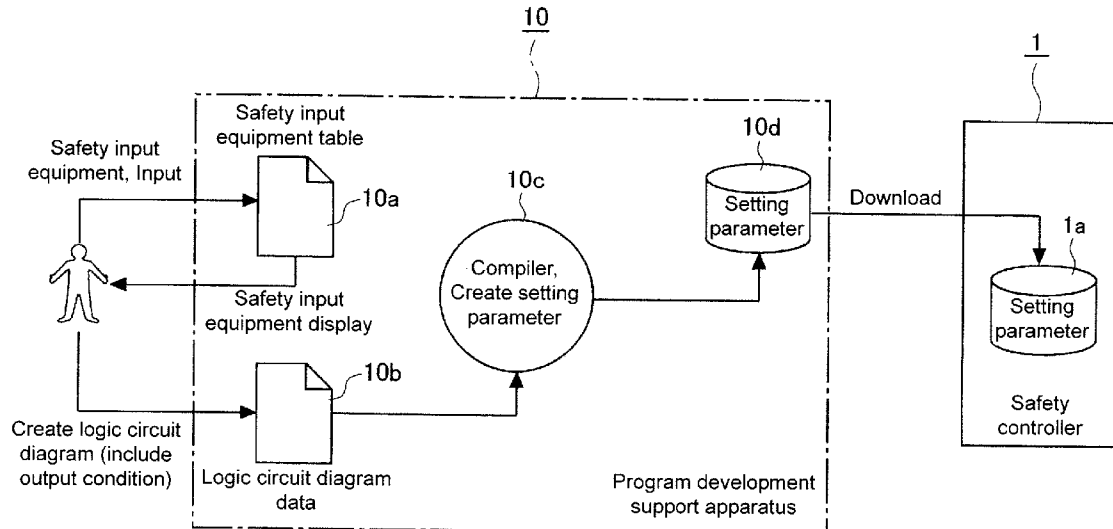 10
1
Safety input
equipment table
Safety input
equipment, Input
10a
10c
10d
Setting
parameter
Download
1a
Setting
parameter
Compiler,
Create setting
parameter
Safety input
equipment display
10b
Create logic circuit
diagram (include
output condition)
Logic circuit diagram
data
Program development
support apparatus
Safety
controller